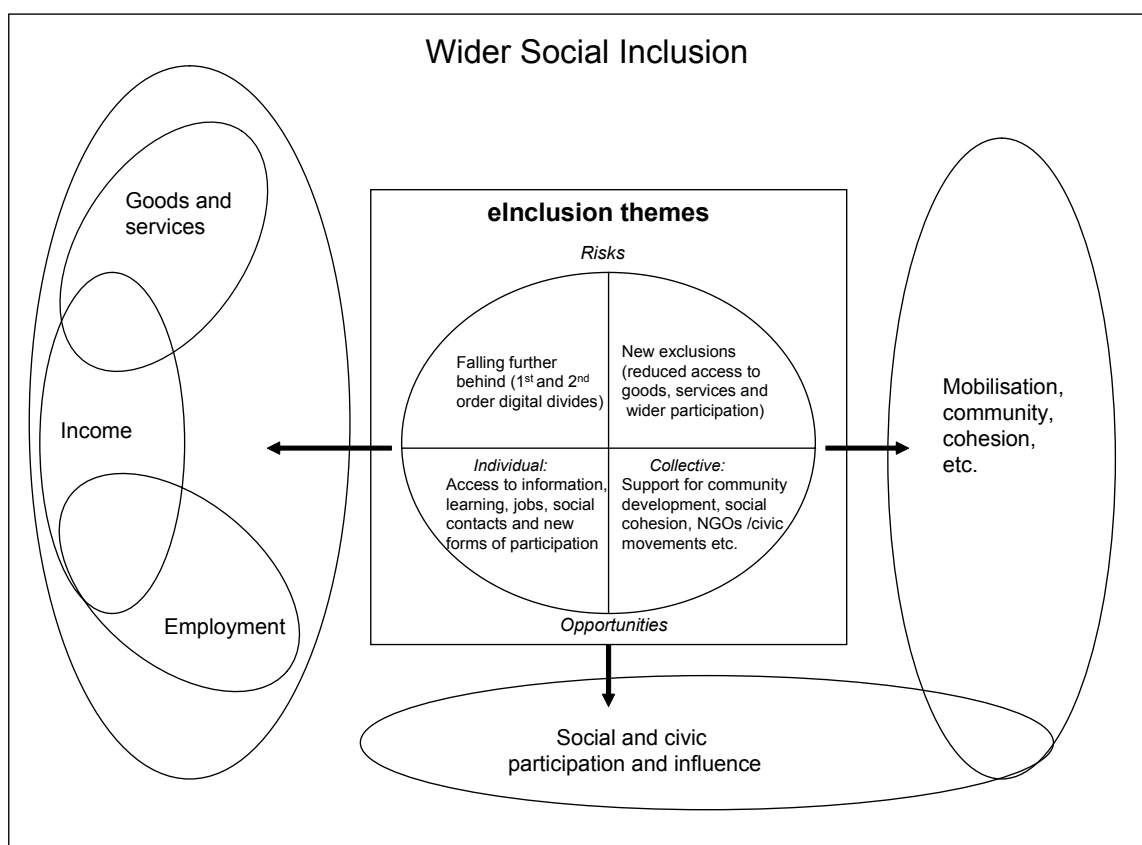 Wider Social Inclusion
Goods and
services
Income
Employment
eInclusion themes
Risks
Falling further
behind (1st and 2nd
order digital divides)
New exclusions
(reduced access to
goods, services and
wider participation)
Individual:
Access to information,
learning, jobs, social
contacts and new
forms of participation
Collective:
Support for community
development, social
cohesion, NGOs /civic
movements etc.
Opportunities
Mobilisation,
community,
cohesion,
etc.
Social and civic
participation and influence